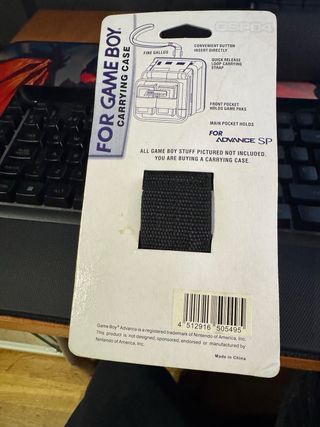 FOR GAME BOY
CARRYING CASE
FINE GALLUS
CONVENIENT BUTTON
INSERT DIRECTLY
QUICK RELEASE
LOOP CARRYING
STRAP
FRONT POCKET
HOLDS GAME PAKS
MAIN POCKET HOLDS
FOR
ADVANCE SP
ALL GAME BOY STUFF PICTURED NOT INCLUDED.
YOU ARE BUYING A CARRYING CASE.
4 512916 505495
Game Boy® Advance is a registered trademark of Nintendo of America, Inc.
This product is not designed, sponsored, endorsed or manufactured by
Nintendo of America, Inc.
Made in China